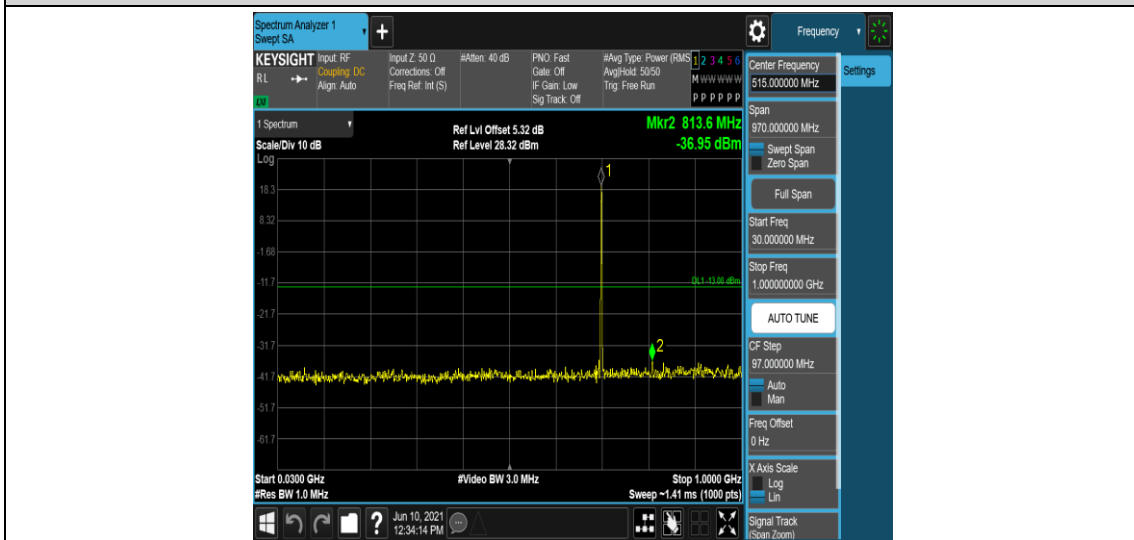 Spectrum Analyzer 1
Swept SA
+
Frequency
KEYSIGHT
RL
LXI
Input: RF
Coupling: DC
Align: Auto
Input Z: 50 Ω
Corrections: Off
Freq Ref: Int (S)
#Atten: 40 dB
PNO: Fast
Gate: Off
IF Gain: Low
Sig Track: Off
#Avg Type: Power (RMS
Avg|Hold: 50/50
Trig: Free Run
1 2 3 4 5 6
M W W W W W
P P P P P P
1 Spectrum
Scale/Div 10 dB
Ref Lvl Offset 5.32 dB
Ref Level 28.32 dBm
Mkr2 813.6 MHz
-36.95 dBm
Log
18.3
8.32
-1.68
-11.7
-21.7
-31.7
-41.7
-51.7
-61.7
1
DL1 -13.00 dBm
2
Start 0.0300 GHz
#Res BW 1.0 MHz
#Video BW 3.0 MHz
Stop 1.0000 GHz
Sweep ~1.41 ms (1000 pts)
?
Jun 10, 2021
12:34:14 PM
Center Frequency
515.000000 MHz
Settings
Span
970.000000 MHz
Swept Span
Zero Span
Full Span
Start Freq
30.000000 MHz
Stop Freq
1.000000000 GHz
AUTO TUNE
CF Step
97.000000 MHz
Auto
Man
Freq Offset
0 Hz
X Axis Scale
Log
Lin
Signal Track
(Span Zoom)